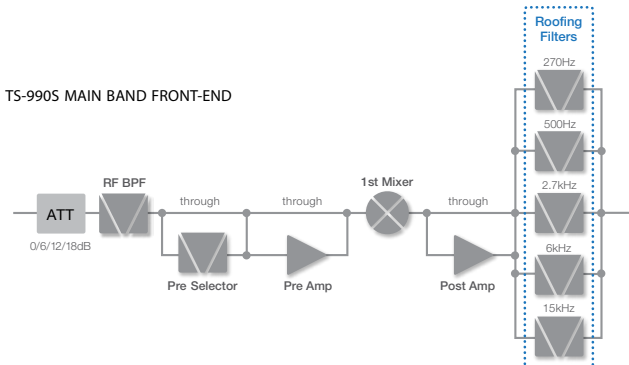 Roofing
Filters
270Hz
TS-990S MAIN BAND FRONT-END
500Hz
RF BPF
1st Mixer
2.7kHz
through
through
through
ATT
0/6/12/18dB
6kHz
Pre Selector
Pre Amp
Post Amp
15kHz